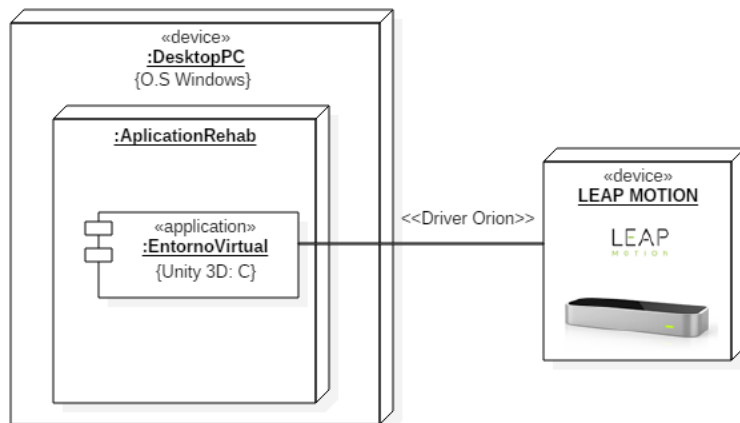 «device»
:DesktopPC
{O.S Windows}
:AplicationRehab
«application»
:EntornoVirtual
{Unity 3D: C}
<<Driver Orion>>
«device»
LEAP MOTION
LEAP
MOTION